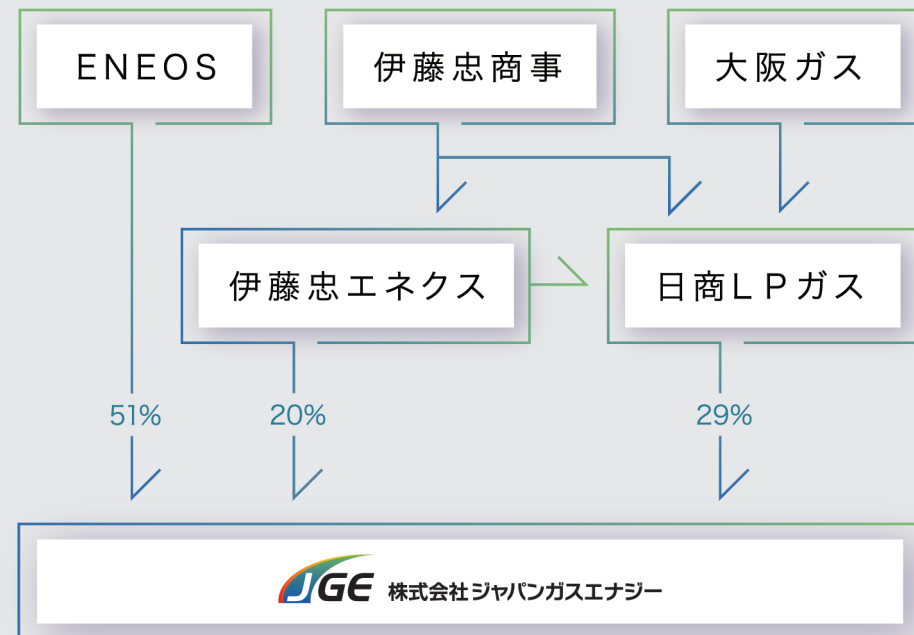 ENEOS
伊藤忠商事
大阪ガス
伊藤忠エネクス
日商LPガス
51%
20%
29%
JGE 株式会社ジャパンガスエナジー